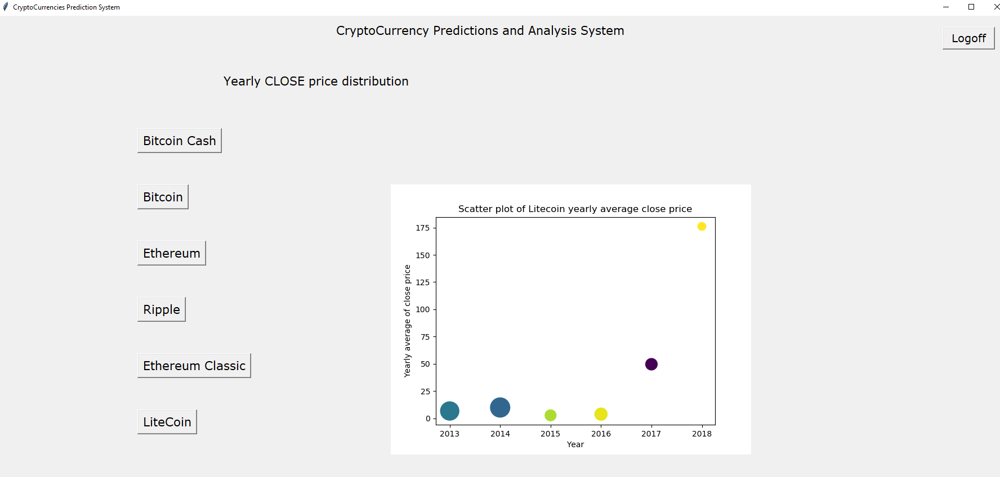 CryptoCurrencies Prediction System
CryptoCurrency Predictions and Analysis System
Logoff
Yearly CLOSE price distribution
Bitcoin Cash
Bitcoin
Ethereum
Ripple
Ethereum Classic
LiteCoin
Scatter plot of Litecoin yearly average close price
Yearly average of close price
175
150
125
100
75
50
25
0
2013 2014 2015 2016 2017 2018
Year